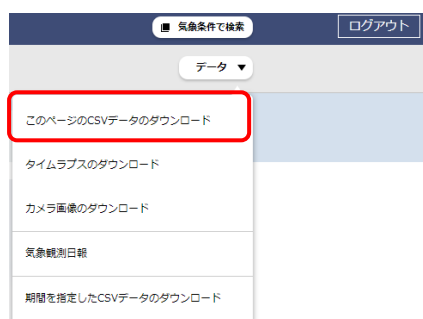 気象条件で検索
ログアウト
データ ▼
このページのCSVデータのダウンロード
タイムラプスのダウンロード
カメラ画像のダウンロード
気象観測日報
期間を指定したCSVデータのダウンロード